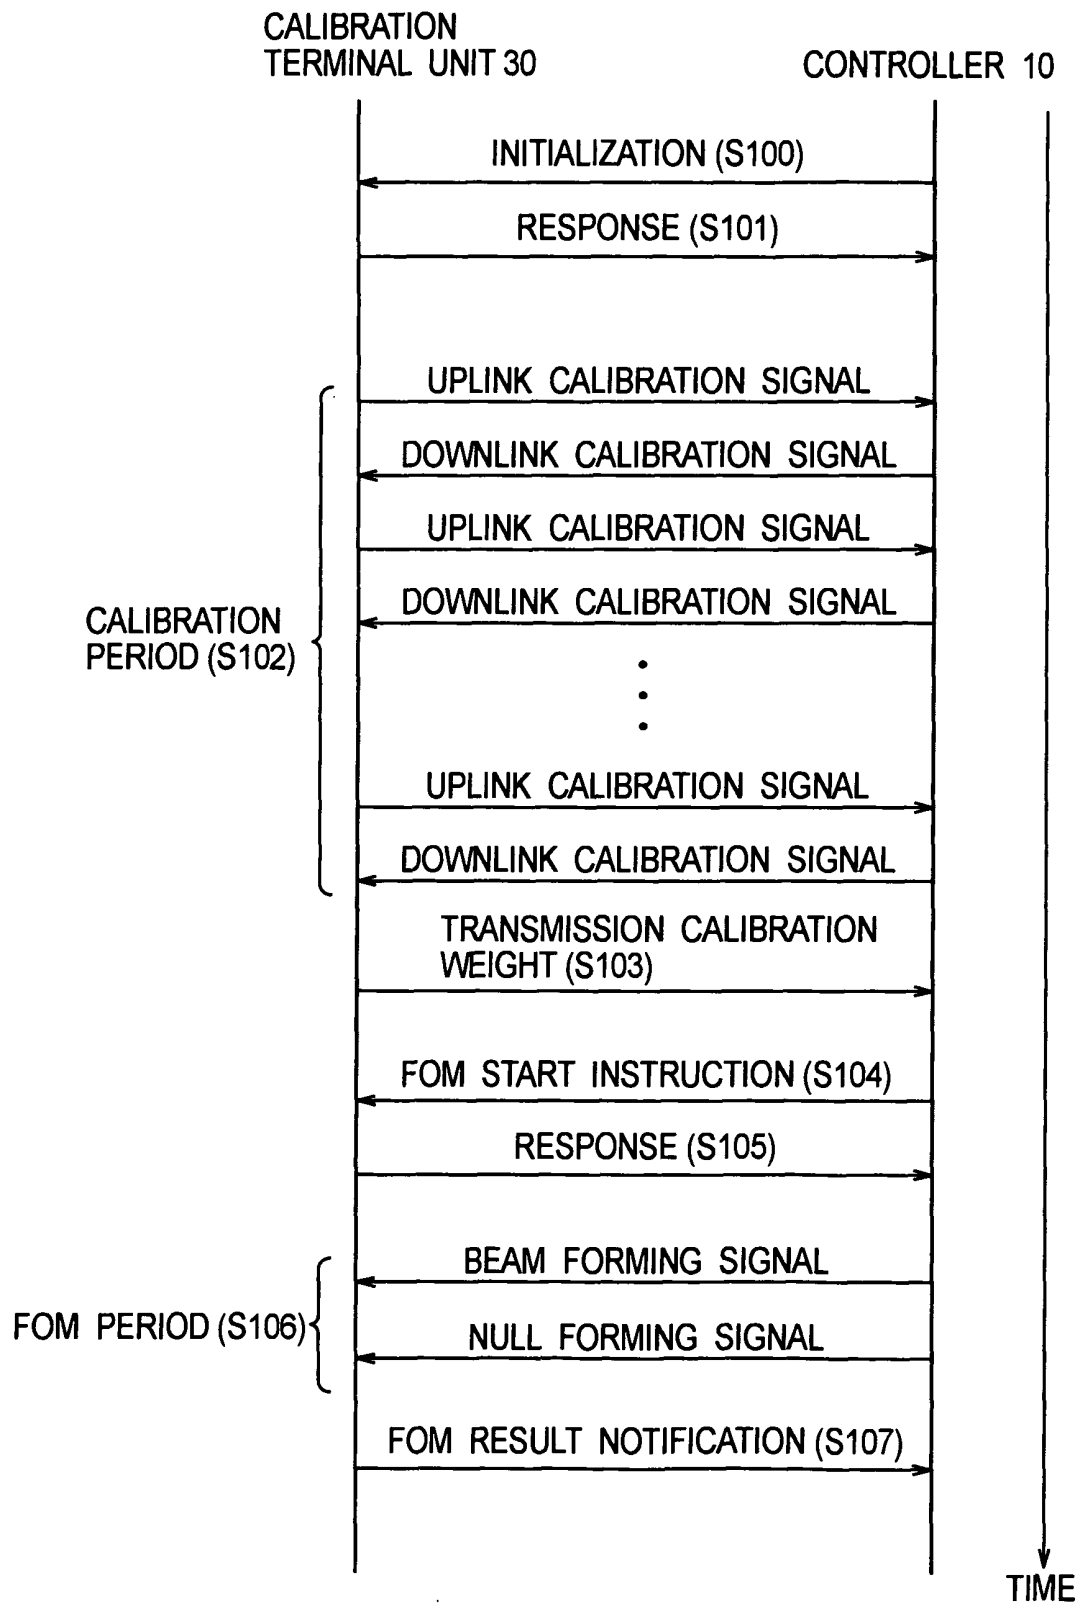 CALIBRATION
TERMINAL UNIT 30
CONTROLLER 10
INITIALIZATION (S100)
RESPONSE (S101)
UPLINK CALIBRATION SIGNAL
DOWNLINK CALIBRATION SIGNAL
UPLINK CALIBRATION SIGNAL
DOWNLINK CALIBRATION SIGNAL
CALIBRATION
PERIOD (S102)
UPLINK CALIBRATION SIGNAL
DOWNLINK CALIBRATION SIGNAL
TRANSMISSION CALIBRATION
WEIGHT (S103)
FOM START INSTRUCTION (S104)
RESPONSE (S105)
BEAM FORMING SIGNAL
FOM PERIOD (S106)
NULL FORMING SIGNAL
FOM RESULT NOTIFICATION (S107)
TIME